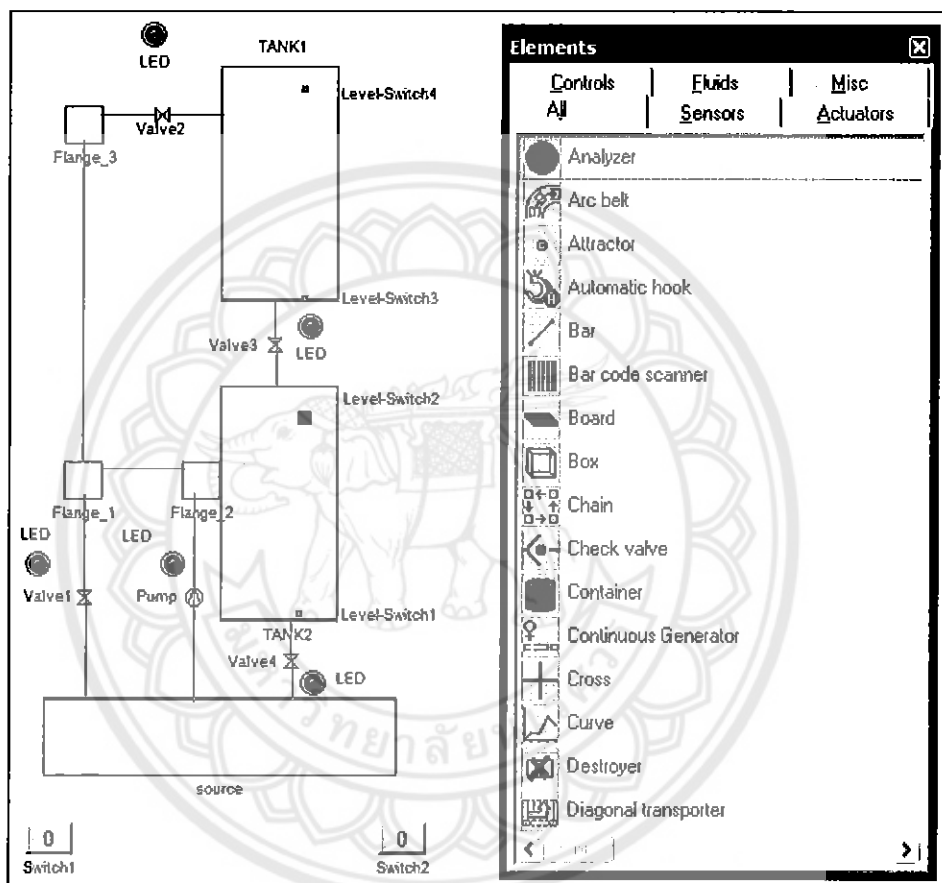 LED
TANK1
Level-Switch4
Valve2
Flange_3
Level-Switch3
Valve3
LED
Level-Switch2
Flange_1
Flange_2
LED
LED
Valve1
Pump
Level-Switch1
TANK2
Valve4
LED
source
0
Switch1
0
Switch2
Elements
Controls
Fluids
Misc
All
Sensors
Actuators
Analyzer
Arc belt
Attractor
Automatic hook
Bar
Bar code scanner
Board
Box
Chain
Check valve
Container
Continuous Generator
Cross
Curve
Destroyer
Diagonal transporter